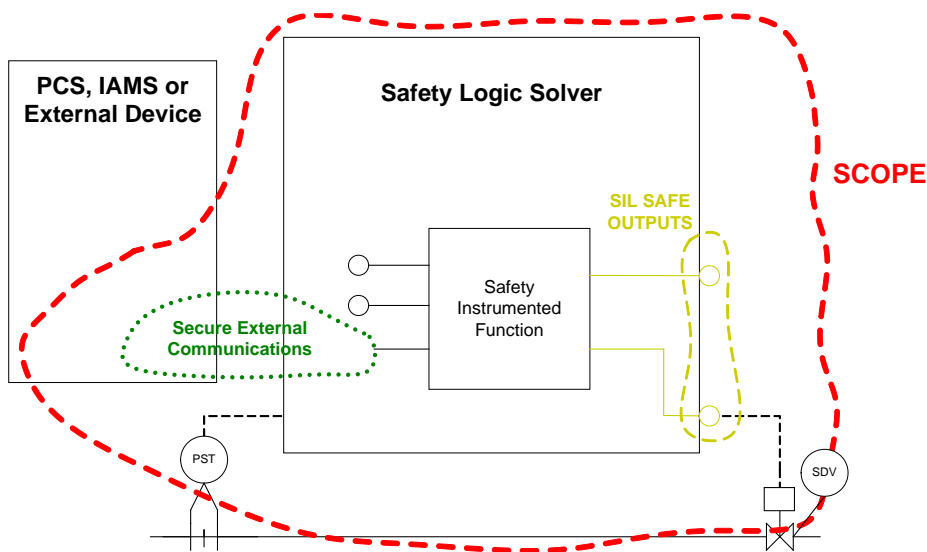 PCS, IAMS or
External Device
Safety Logic Solver
SCOPE
SIL SAFE
OUTPUTS
Safety
Instrumented
Function
Secure External
Communications
PST
SDV